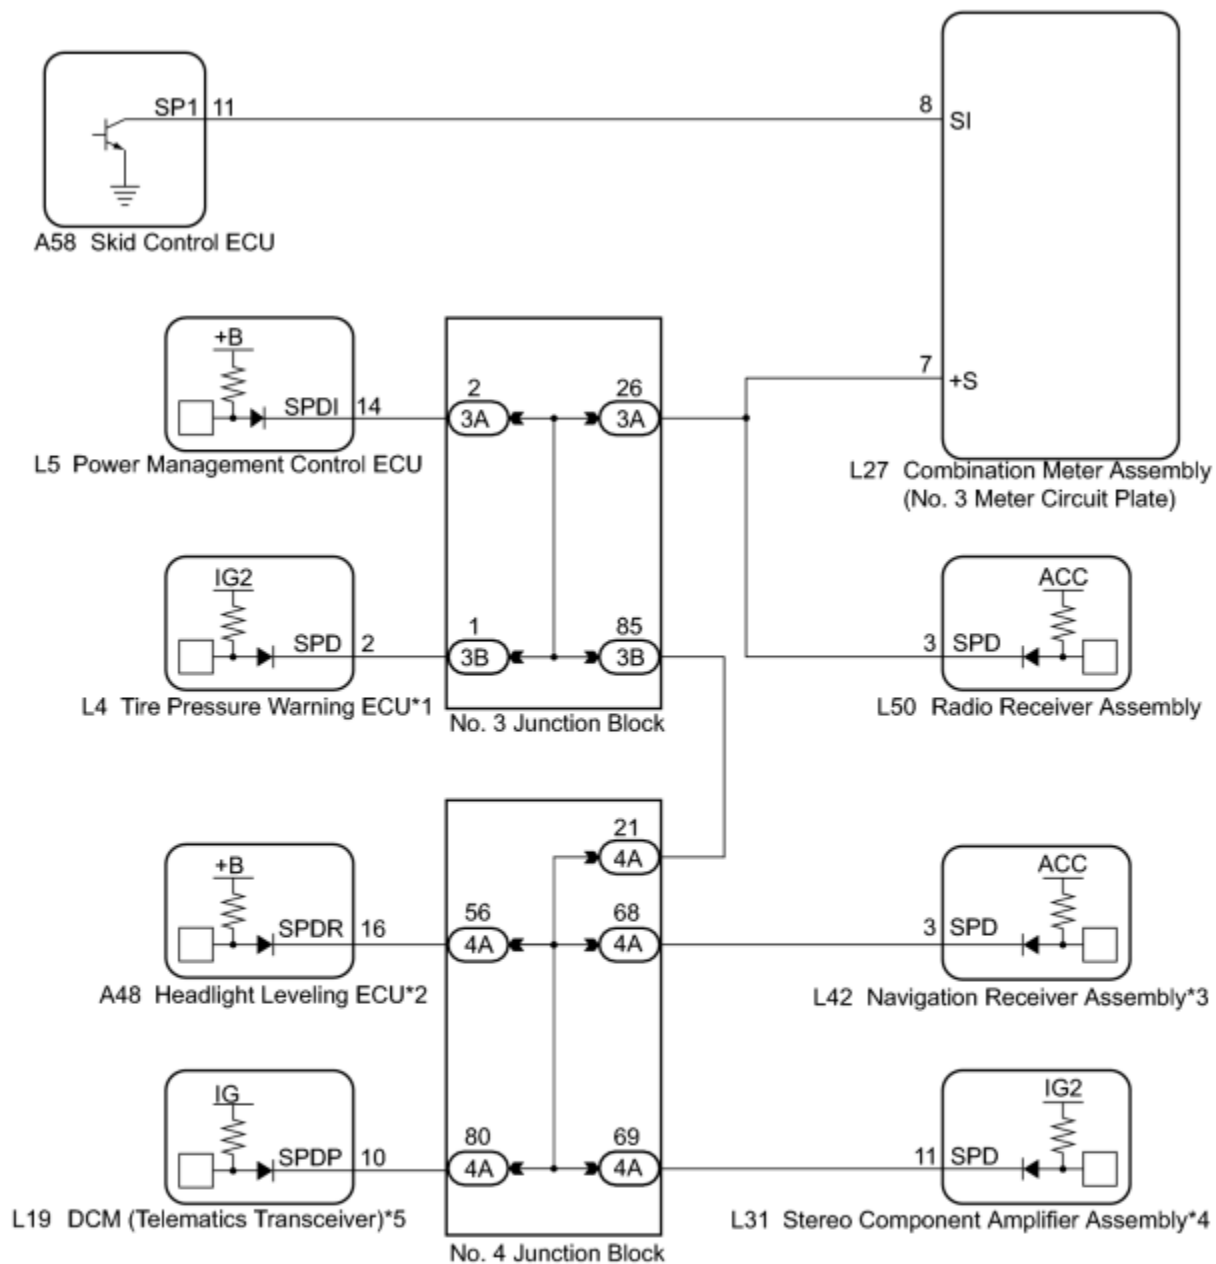 SP1 11
8
SI
A58 Skid Control ECU
+B
SPDI 14
2
3A
26
3A
7
+S
L5 Power Management Control ECU
L27 Combination Meter Assembly
(No. 3 Meter Circuit Plate)
IG2
SPD 2
1
3B
85
3B
ACC
3 SPD
L4 Tire Pressure Warning ECU*1
No. 3 Junction Block
L50 Radio Receiver Assembly
21
4A
+B
SPDR 16
56
4A
68
4A
ACC
3 SPD
A48 Headlight Leveling ECU*2
L42 Navigation Receiver Assembly*3
IG
SPDP 10
80
4A
69
4A
IG2
11 SPD
L19 DCM (Telematics Transceiver)*5
L31 Stereo Component Amplifier Assembly*4
No. 4 Junction Block